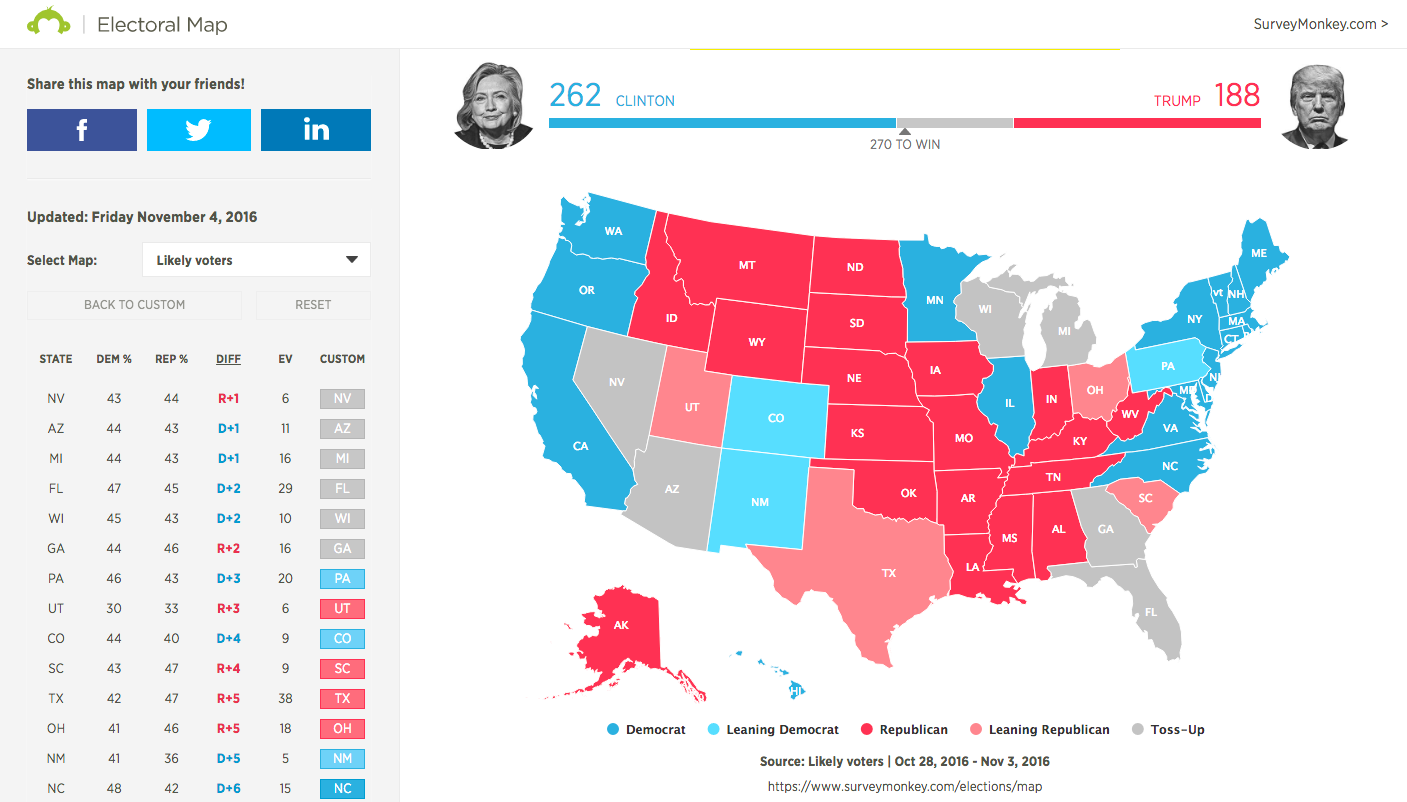 Electoral Map
SurveyMonkey.com >
Share this map with your friends!
f
in
Updated: Friday November 4, 2016
Select Map: Likely voters
BACK TO CUSTOM RESET
STATE DEM % REP % DIFF EV CUSTOM
NV 43 44 R+1 6 NV
AZ 44 43 D+1 11 AZ
MI 44 43 D+1 16 MI
FL 47 45 D+2 29 FL
WI 45 43 D+2 10 WI
GA 44 46 R+2 16 GA
PA 46 43 D+3 20 PA
UT 30 33 R+3 6 UT
CO 44 40 D+4 9 CO
SC 43 47 R+4 9 SC
TX 42 47 R+5 38 TX
OH 41 46 R+5 18 OH
NM 41 36 D+5 5 NM
NC 48 42 D+6 15 NC
262 CLINTON
TRUMP 188
270 TO WIN
WA
ME
MT
ND
OR
vt NH
MN
WI
ID
SD
NY
MA
MI
CT
WY
IA
PA
NE
NV
OH
MD
UT
IL
IN
CO
WV
VA
KS
MO
KY
CA
NC
TN
AZ
OK
AR
SC
NM
GA
AL
MS
LA
TX
FL
AK
HI
Democrat Leaning Democrat Republican Leaning Republican Toss-Up
Source: Likely voters | Oct 28, 2016 - Nov 3, 2016
https://www.surveymonkey.com/elections/map